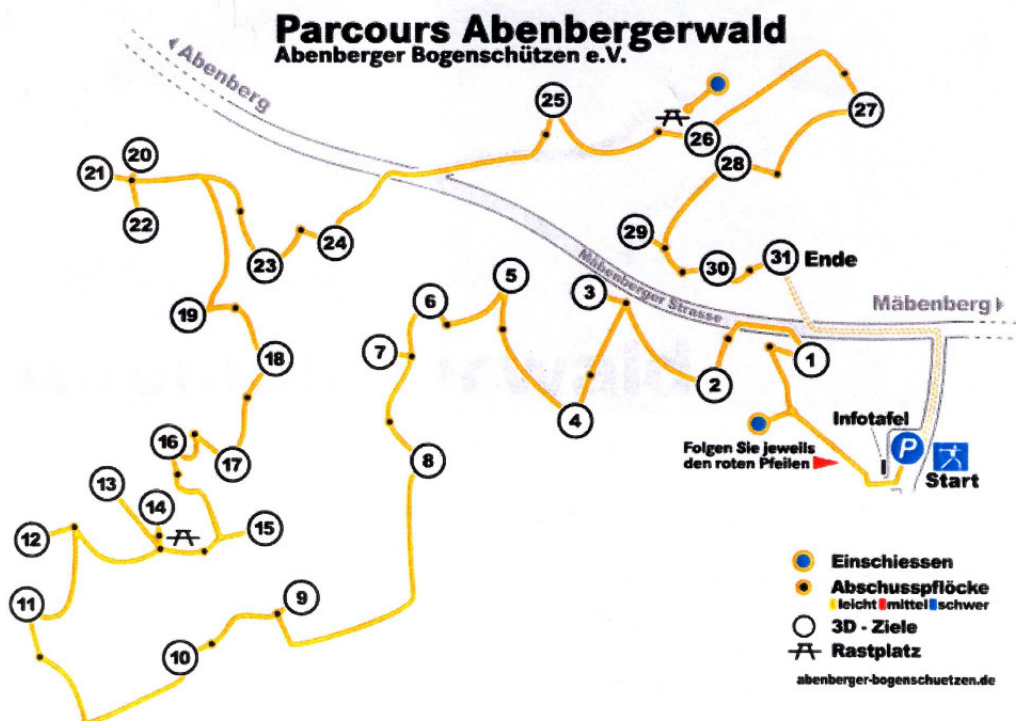 Parcours Abenbergerwald
Abenberger Bogenschützen e.V.
Abenberg
25
26
27
28
20
21
22
23
24
29
30
31 Ende
Mäbenberger Strasse
Mäbenberg
19
18
6
5
3
7
4
2
1
16
17
8
13
14
15
12
11
9
10
Infotafel
P
Folgen Sie jeweils
den roten Pfeilen
Start
Einschiessen
Abschusspflöcke
leicht mittel schwer
3D - Ziele
Rastplatz
abenberger-bogenschuetzen.de